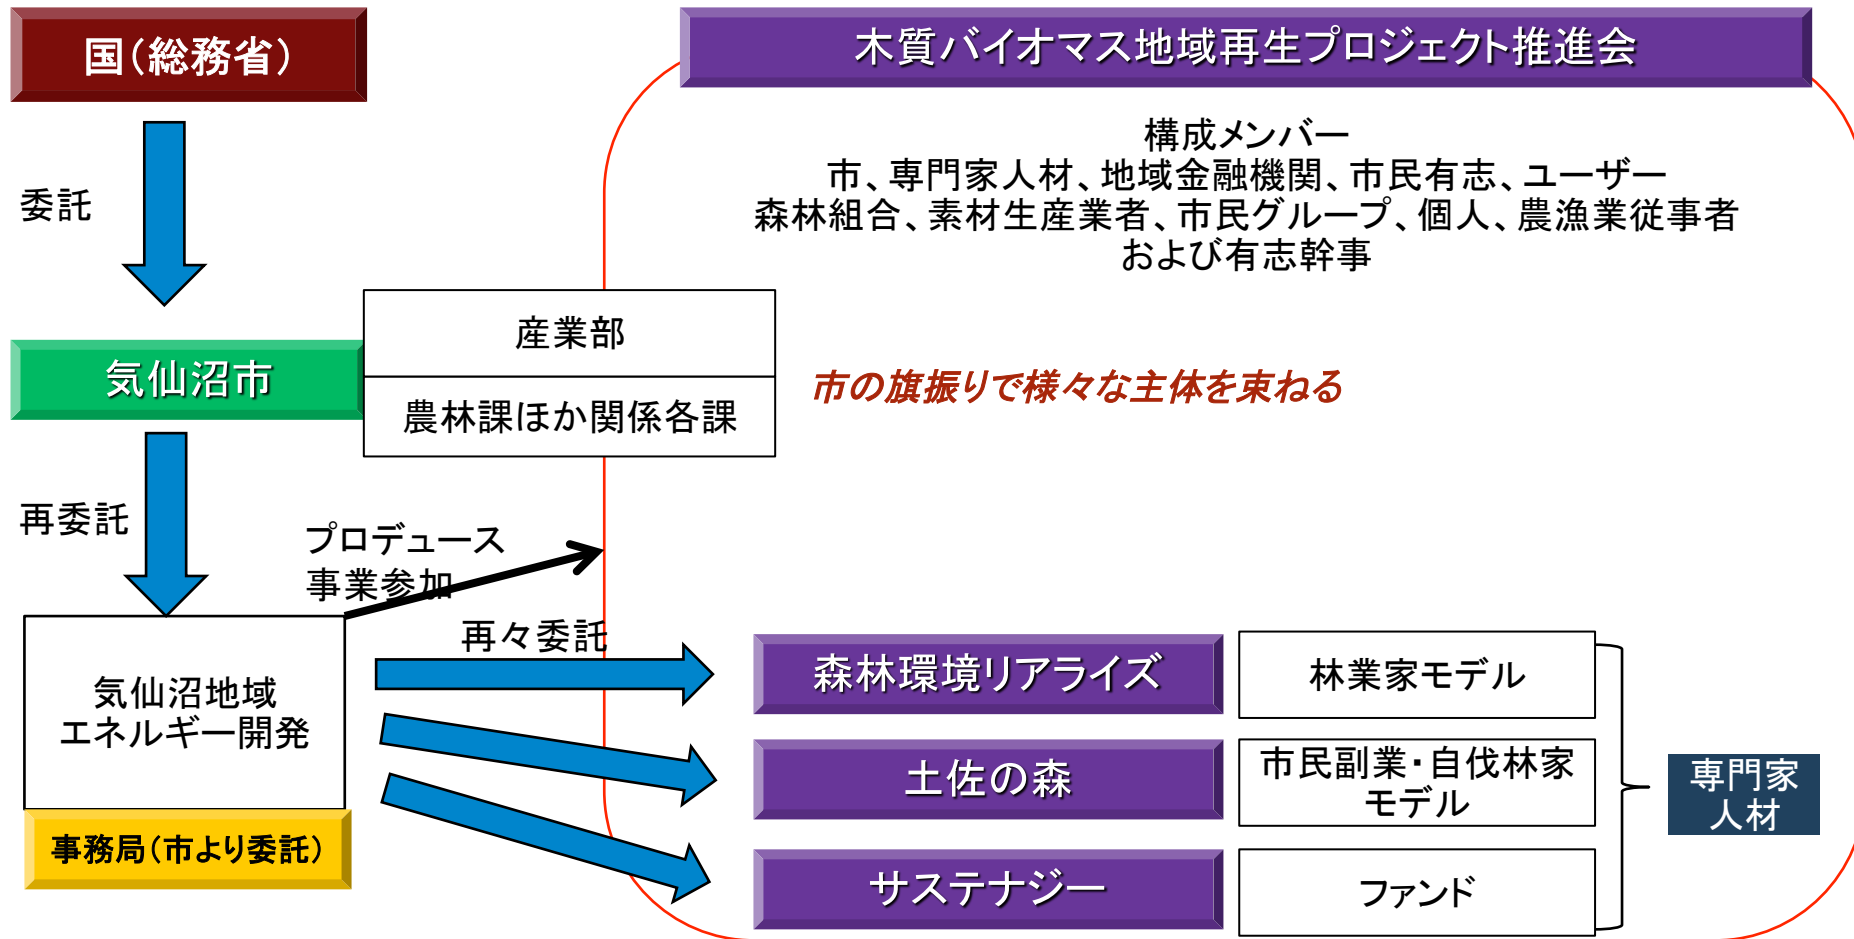 国（総務省）
木質バイオマス地域再生プロジェクト推進会
構成メンバー
市、専門家人材、地域金融機関、市民有志、ユーザー
森林組合、素材生産業者、市民グループ、個人、農漁業従事者
および有志幹事
委託
産業部
気仙沼市
農林課ほか関係各課
市の旗振りで様々な主体を束ねる
再委託
プロデュース
事業参加
再々委託
気仙沼地域
エネルギー開発
事務局（市より委託）
森林環境リアライズ
林業家モデル
土佐の森
市民副業・自伐林家
モデル
サステナジー
ファンド
専門家
人材